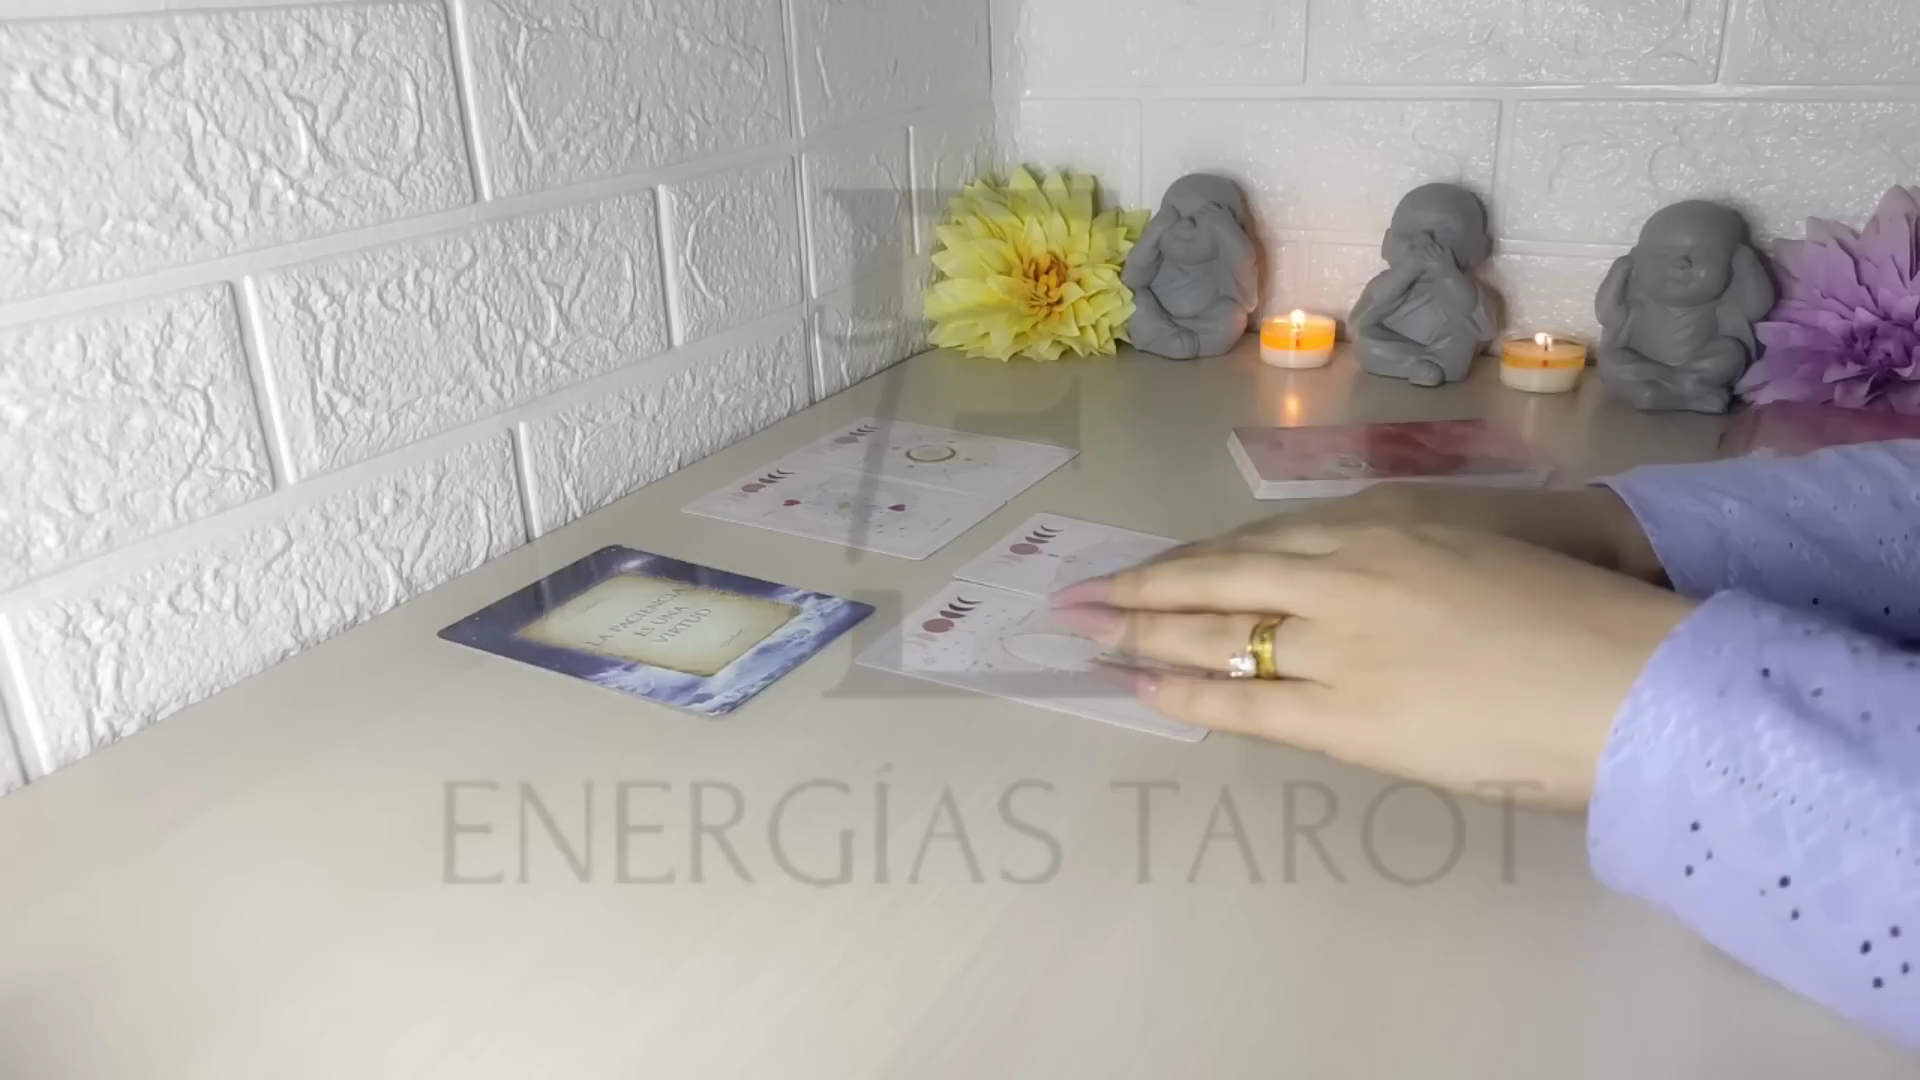 LA PACIENCIA
ES UNA
VIRTUD
E
ENERGÍAS TAROT